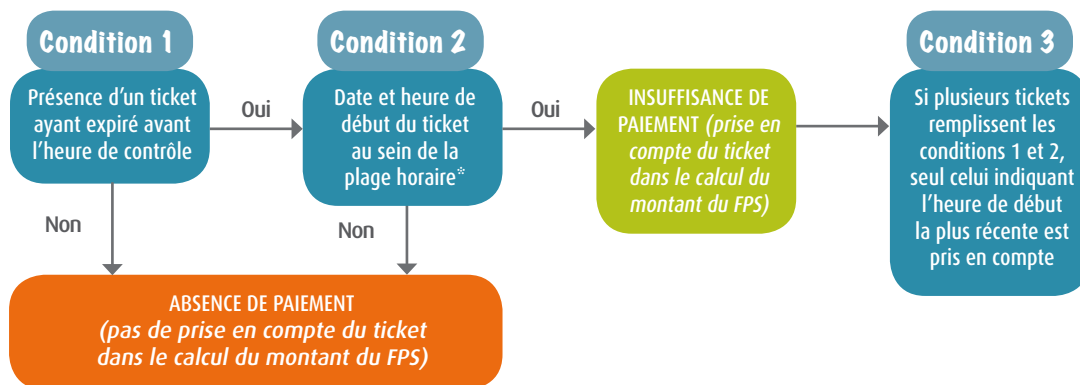 Condition 1
Présence d'un ticket
ayant expiré avant
l'heure de contrôle
Oui
Non
Condition 2
Date et heure de
début du ticket
au sein de la
plage horaire*
Oui
Non
INSUFFISANCE DE
PAIEMENT (prise en
compte du ticket
dans le calcul du
montant du FPS)
Condition 3
Si plusieurs tickets
remplissent les
conditions 1 et 2,
seul celui indiquant
l'heure de début
la plus récente est
pris en compte
ABSENCE DE PAIEMENT
(pas de prise en compte du ticket
dans le calcul du montant du FPS)